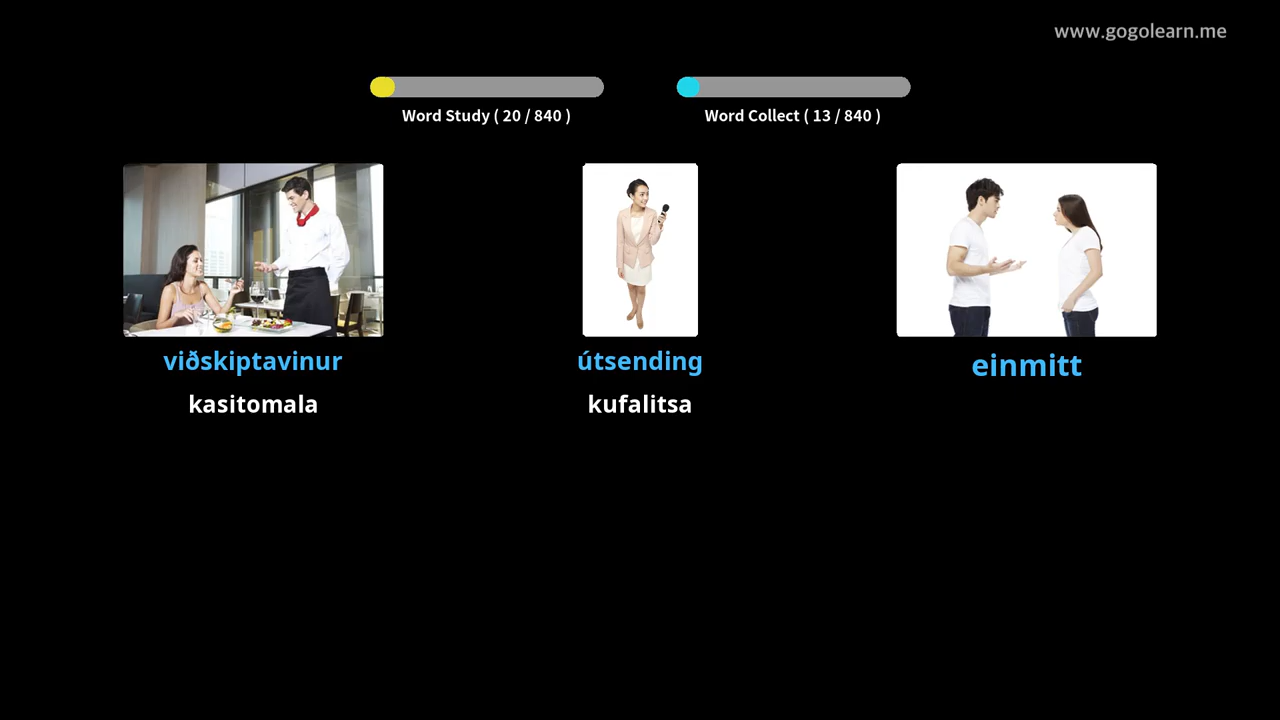 www.gogolearn.me
Word Study ( 20 / 840 )
Word Collect ( 13 / 840 )
viðskiptavinur
útsending
einmitt
kasitomala
kufalitsa